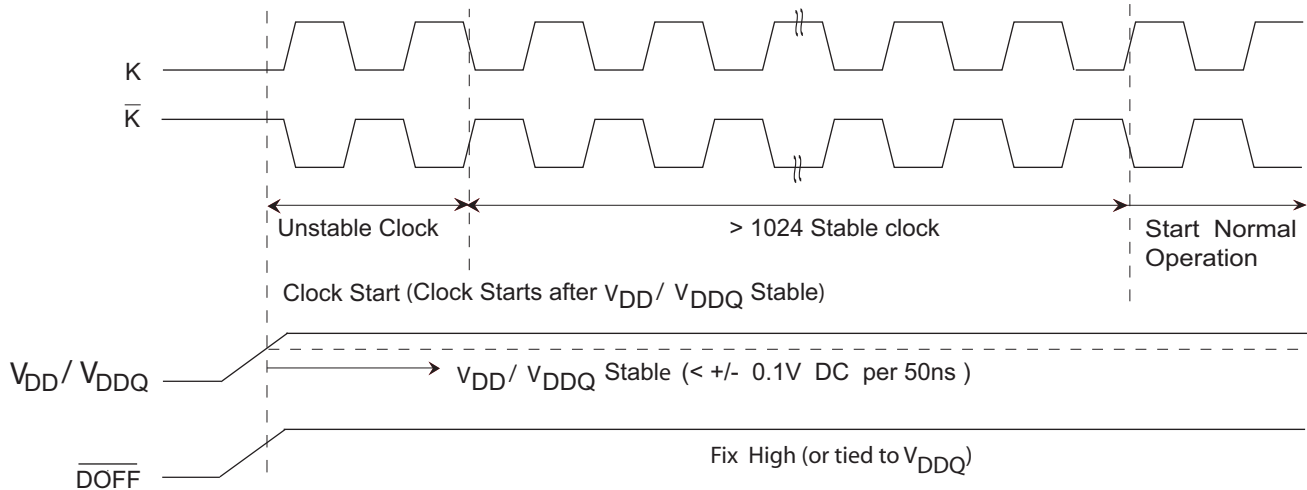 K
K̅
Unstable Clock
> 1024 Stable clock
Start Normal
Operation
Clock Start (Clock Starts after VDD / VDDQ Stable)
VDD / VDDQ
VDD / VDDQ Stable (< +/- 0.1V DC per 50ns )
Fix High (or tied to VDDQ)
D̅O̅F̅F̅